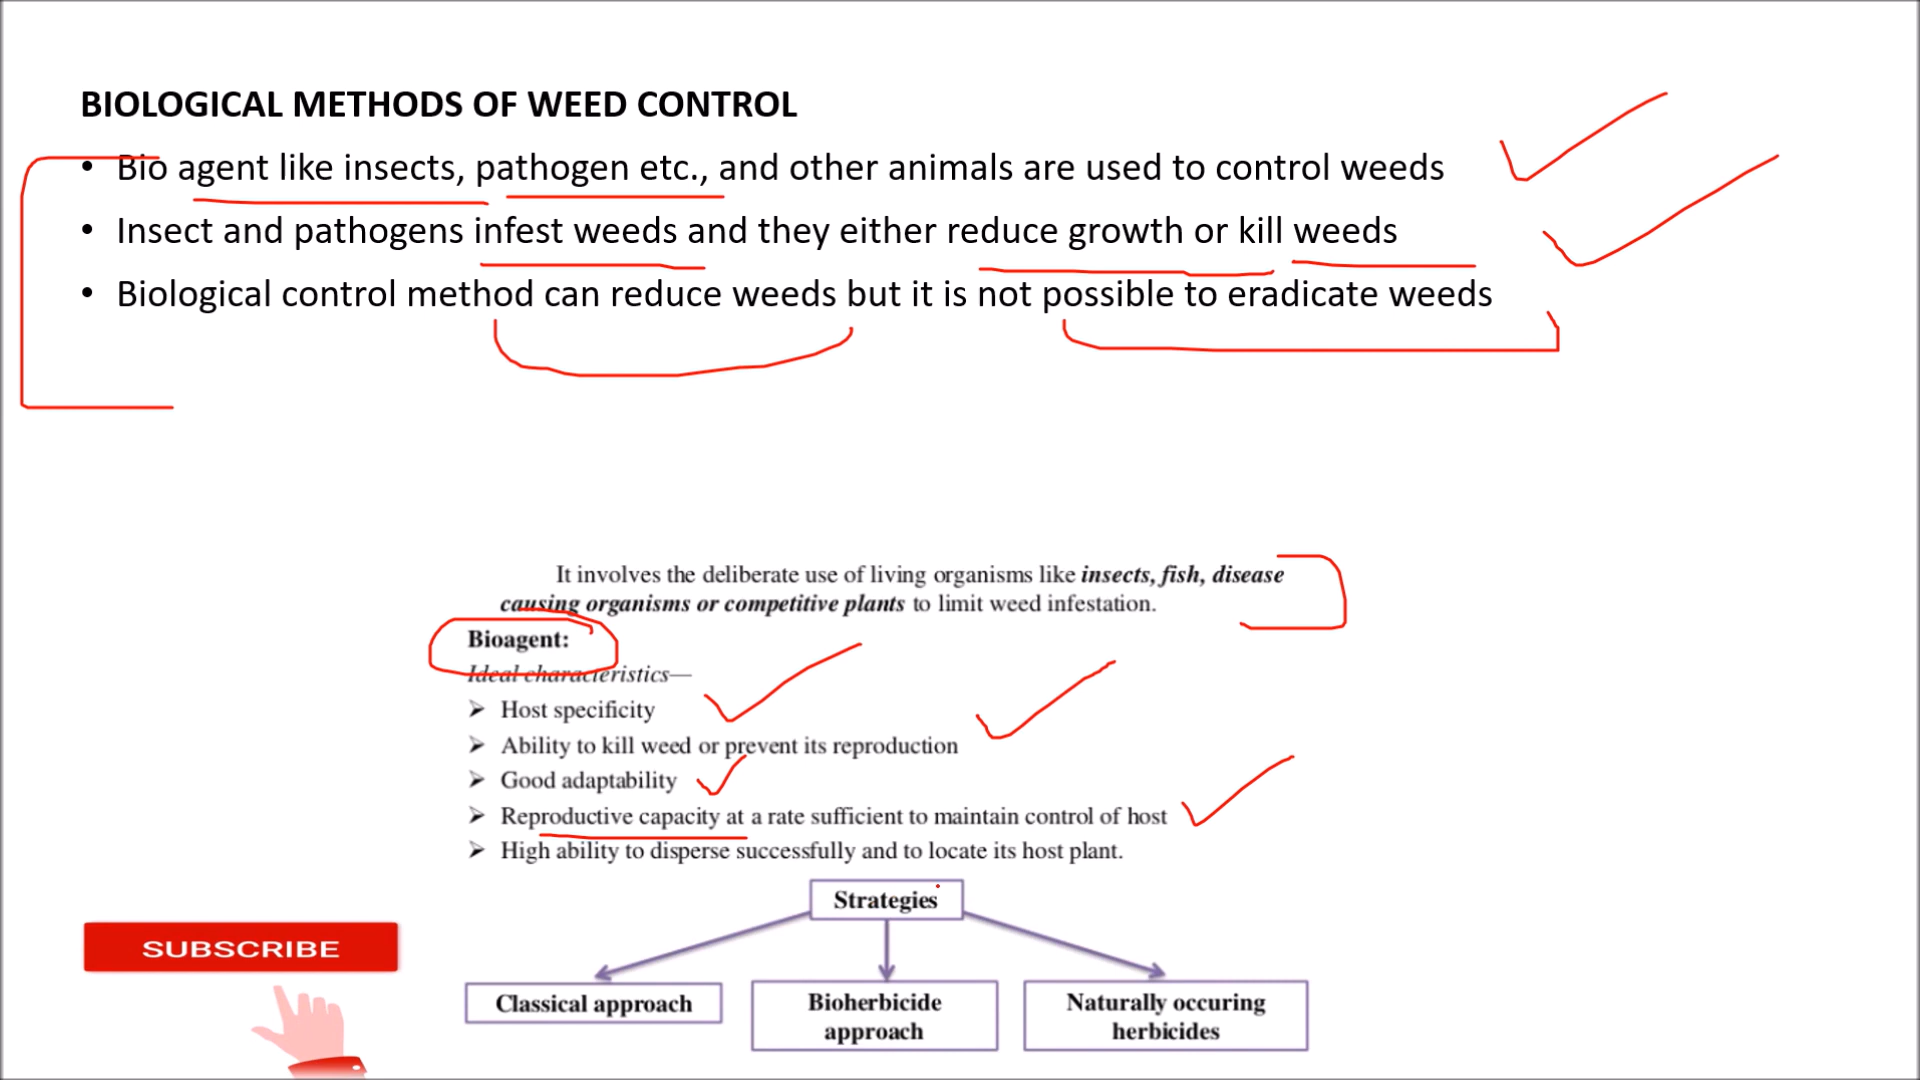 BIOLOGICAL METHODS OF WEED CONTROL
• Bio agent like insects, pathogen etc., and other animals are used to control weeds
• Insect and pathogens infest weeds and they either reduce growth or kill weeds
• Biological control method can reduce weeds but it is not possible to eradicate weeds
It involves the deliberate use of living organisms like insects, fish, disease
causing organisms or competitive plants to limit weed infestation.
Bioagent:
Ideal characteristics—
➢ Host specificity
➢ Ability to kill weed or prevent its reproduction
➢ Good adaptability
➢ Reproductive capacity at a rate sufficient to maintain control of host
➢ High ability to disperse successfully and to locate its host plant.
Strategies
SUBSCRIBE
Classical approach
Bioherbicide
approach
Naturally occuring
herbicides